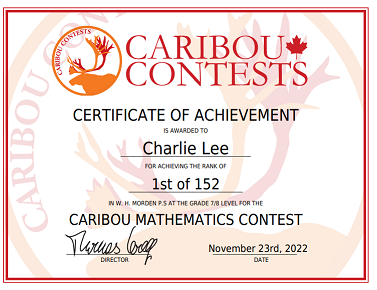 CARIBOU CONTESTS
CARIBOU
CONTESTS
CERTIFICATE OF ACHIEVEMENT
IS AWARDED TO
Charlie Lee
FOR ACHIEVING THE RANK OF
1st of 152
IN W. H. MORDEN P.S AT THE GRADE 7/8 LEVEL FOR THE
CARIBOU MATHEMATICS CONTEST
November 23rd, 2022
DIRECTOR
DATE
CARIBOU